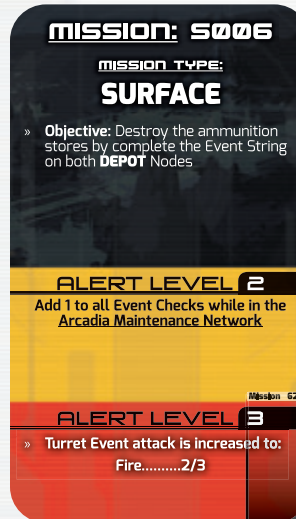 MISSION: S006
MISSION TYPE:
SURFACE
» Objective: Destroy the ammunition
stores by complete the Event String
on both DEPOT Nodes
ALERT LEVEL 2
Add 1 to all Event Checks while in the
Arcadia Maintenance Network
Mission G2
ALERT LEVEL 3
» Turret Event attack is increased to:
Fire..........2/3